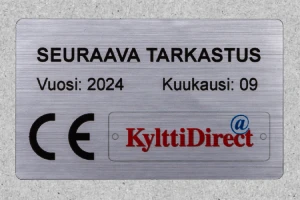 SEURAAVA TARKASTUS
Vuosi: 2024 Kuukausi: 09
CE KylttiDirect@